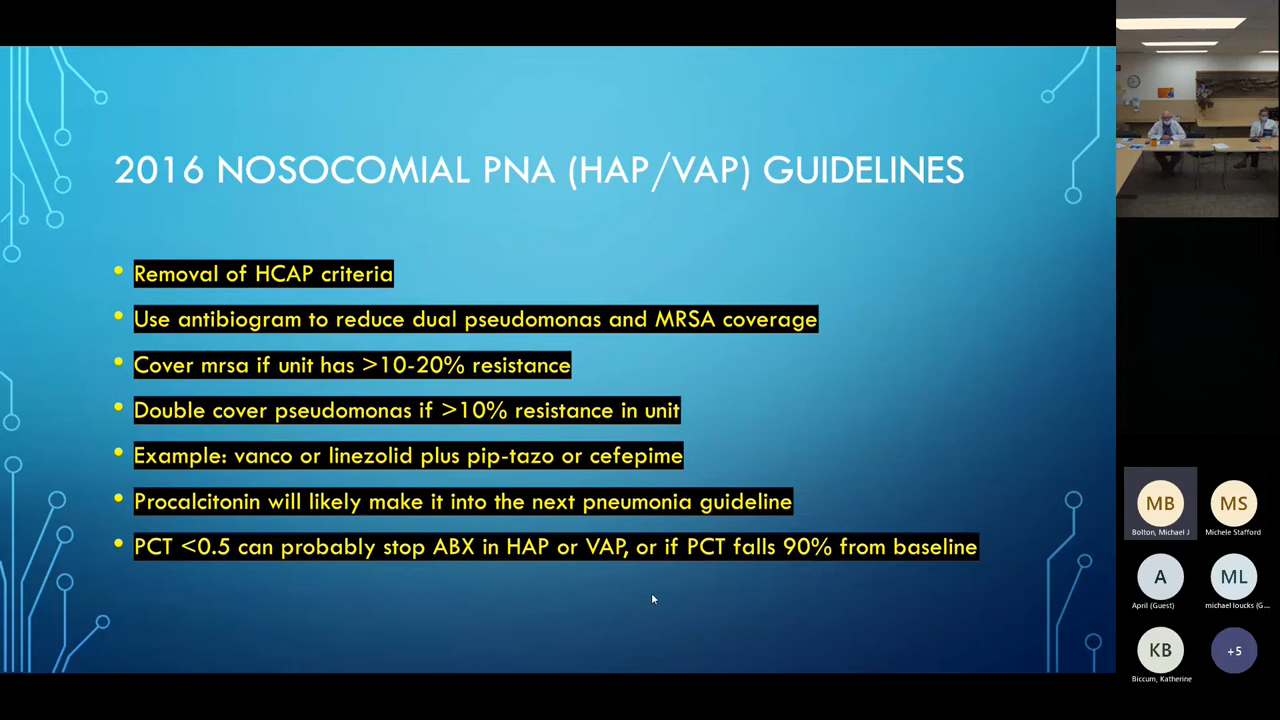 2016 NOSOCOMIAL PNA (HAP/VAP) GUIDELINES
• Removal of HCAP criteria
• Use antibiogram to reduce dual pseudomonas and MRSA coverage
• Cover mrsa if unit has >10-20% resistance
• Double cover pseudomonas if >10% resistance in unit
• Example: vanco or linezolid plus pip-tazo or cefepime
• Procalcitonin will likely make it into the next pneumonia guideline
• PCT <0.5 can probably stop ABX in HAP or VAP, or if PCT falls 90% from baseline
MB
Bolton, Michael J
MS
Michele Stafford
A
April (Guest)
ML
michael loucks (G...
KB
Biccum, Katherine
+5